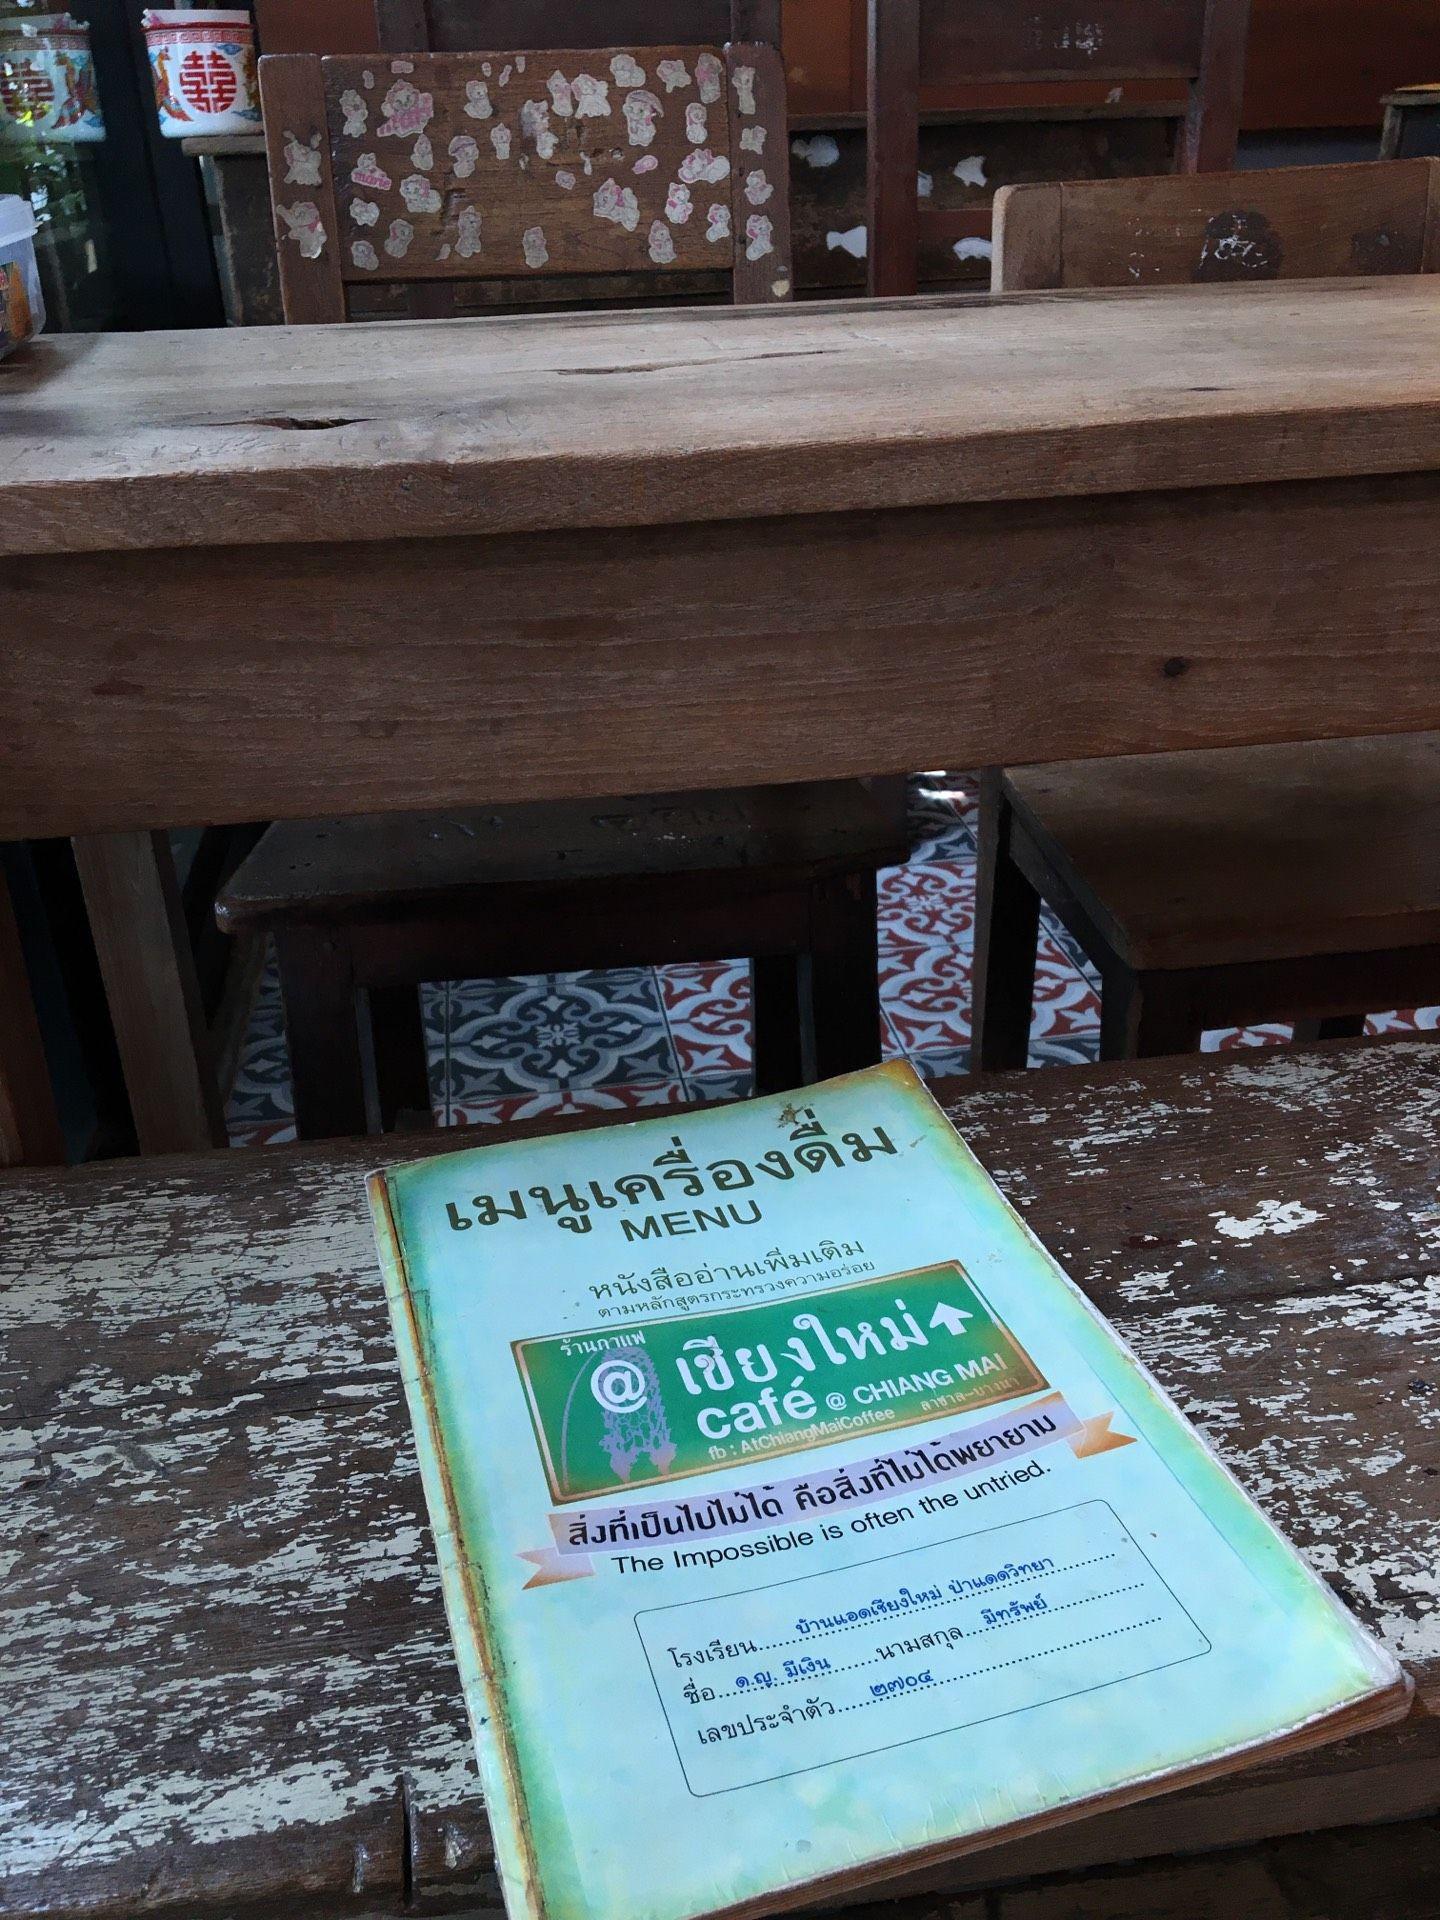 囍
囍
marie
เมนูเครื่องดื่ม
MENU
หนังสืออ่านเพิ่มเติม
ตามหลักสูตรกระทรวงความอร่อย
ร้านกาแฟ
@ เชียงใหม่
café @ CHIANG MAI
fb : AtChiangMaiCoffee ลาซาล-บางนา
สิ่งที่เป็นไปไม่ได้ คือสิ่งที่ไม่ได้พยายาม
The Impossible is often the untried.
โรงเรียน บ้านแอดเชียงใหม่ ป่าแดดวิทยา
ชื่อ ด.ญ. มีเงิน นามสกุล มีทรัพย์
เลขประจำตัว ๒๗๐๔